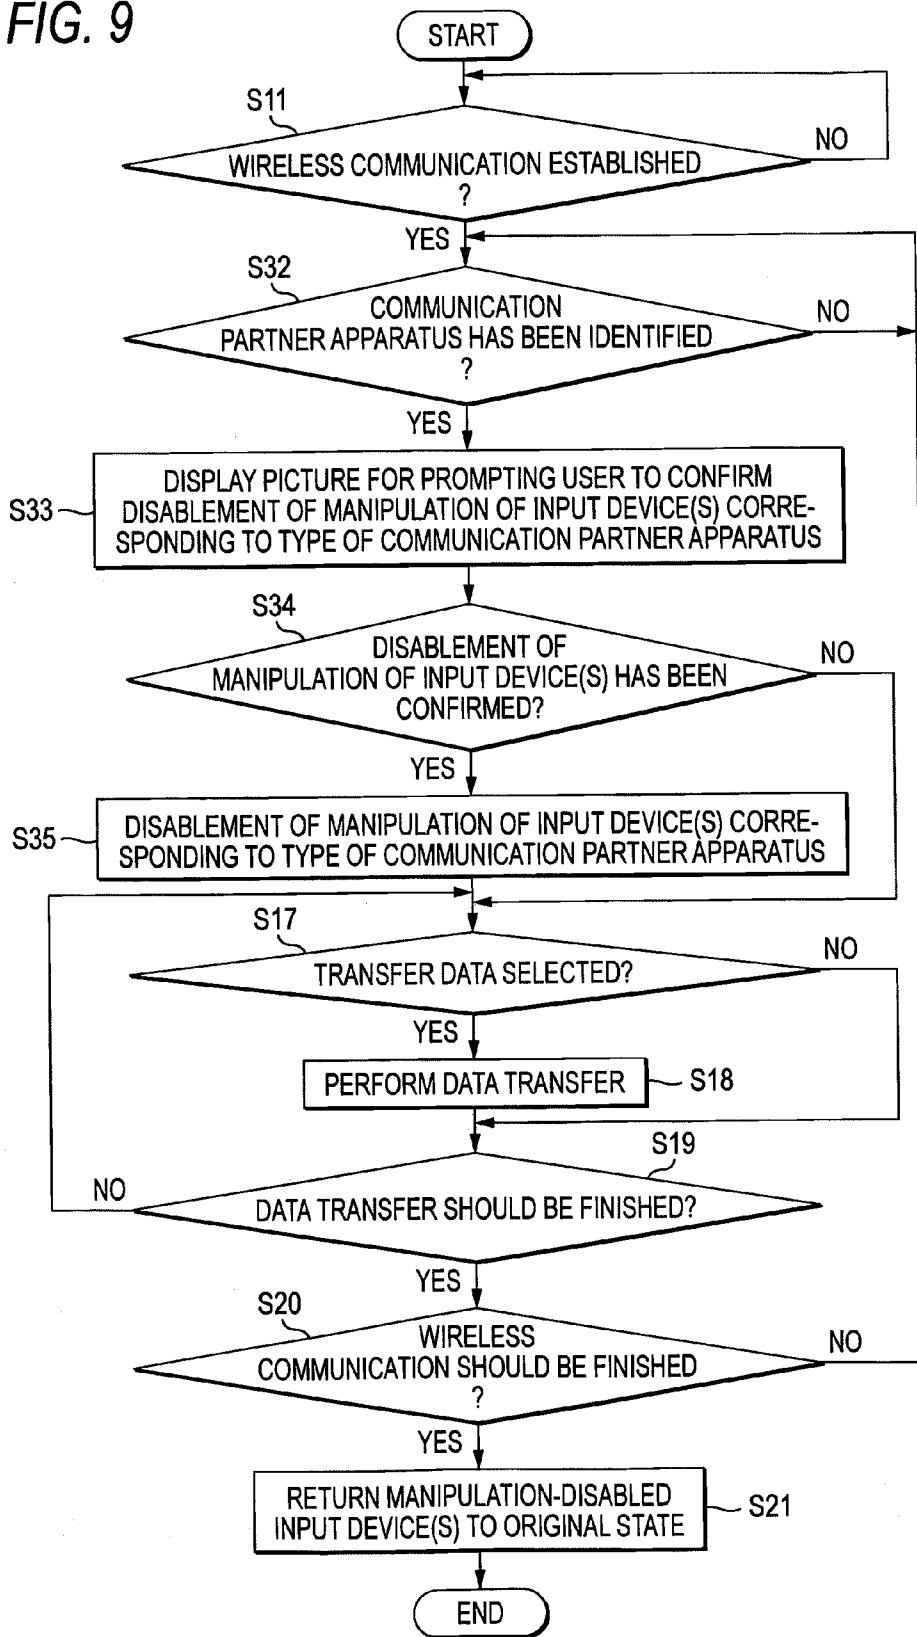 FIG. 9
START
S11
WIRELESS COMMUNICATION ESTABLISHED
?
NO
YES
S32
COMMUNICATION
PARTNER APPARATUS HAS BEEN IDENTIFIED
?
NO
YES
S33
DISPLAY PICTURE FOR PROMPTING USER TO CONFIRM
DISABLEMENT OF MANIPULATION OF INPUT DEVICE(S) CORRE-
SPONDING TO TYPE OF COMMUNICATION PARTNER APPARATUS
S34
DISABLEMENT OF
MANIPULATION OF INPUT DEVICE(S) HAS BEEN
CONFIRMED?
NO
YES
S35
DISABLEMENT OF MANIPULATION OF INPUT DEVICE(S) CORRE-
SPONDING TO TYPE OF COMMUNICATION PARTNER APPARATUS
S17
TRANSFER DATA SELECTED?
NO
YES
PERFORM DATA TRANSFER
S18
S19
NO
DATA TRANSFER SHOULD BE FINISHED?
YES
S20
WIRELESS
COMMUNICATION SHOULD BE FINISHED
?
NO
YES
RETURN MANIPULATION-DISABLED
INPUT DEVICE(S) TO ORIGINAL STATE
S21
END